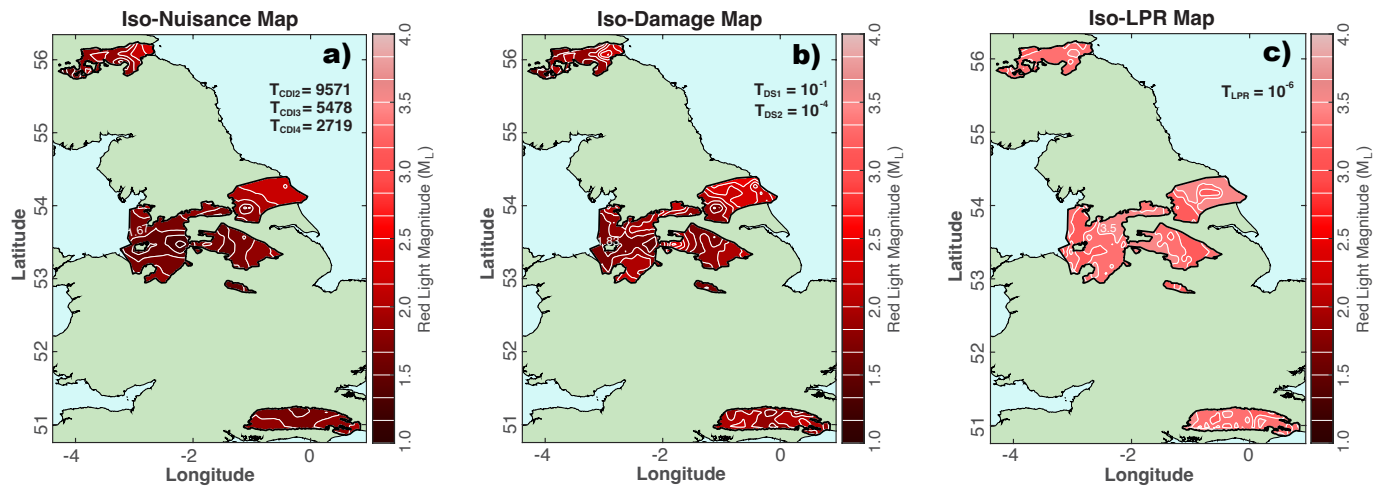 Iso-Nuisance Map
a)
T_CDI2 = 9571
T_CDI3 = 5478
T_CDI4 = 2719
56
55
54
53
52
51
Latitude
-4
-2
0
Longitude
4.0
3.5
3.0
2.5
2.0
1.5
1.0
Red Light Magnitude (M_L)
Iso-Damage Map
b)
T_DS1 = 10^-1
T_DS2 = 10^-4
56
55
54
53
52
51
Latitude
-4
-2
0
Longitude
4.0
3.5
3.0
2.5
2.0
1.5
1.0
Red Light Magnitude (M_L)
Iso-LPR Map
c)
T_LPR = 10^-6
3.5
56
55
54
53
52
51
Latitude
-4
-2
0
Longitude
4.0
3.5
3.0
2.5
2.0
1.5
1.0
Red Light Magnitude (M_L)